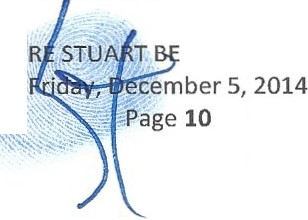 RE STUART BE
Friday, December 5, 2014
Page 10